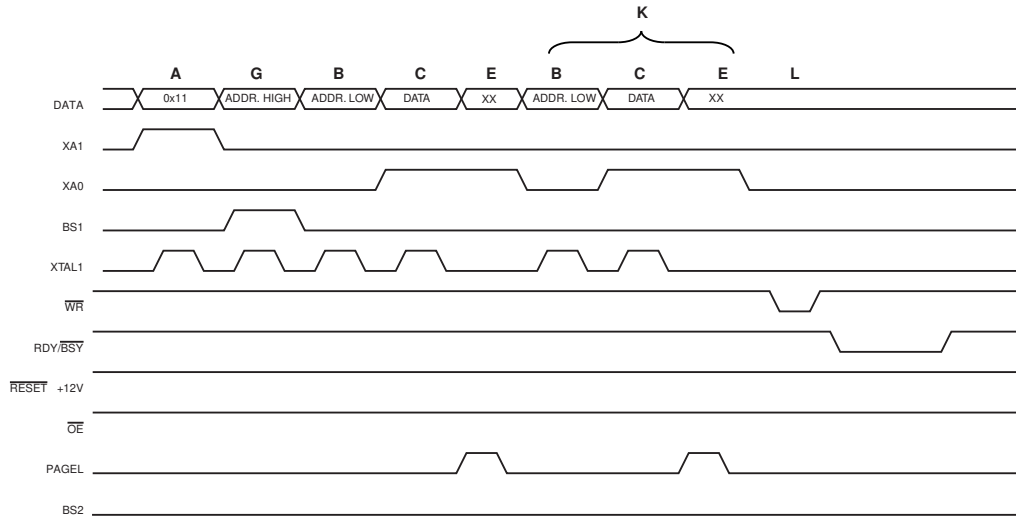 K
A G B C E B C E L
DATA 0x11 ADDR. HIGH ADDR. LOW DATA XX ADDR. LOW DATA XX
XA1
XA0
BS1
XTAL1
WR
RDY/BSY
RESET +12V
OE
PAGEL
BS2